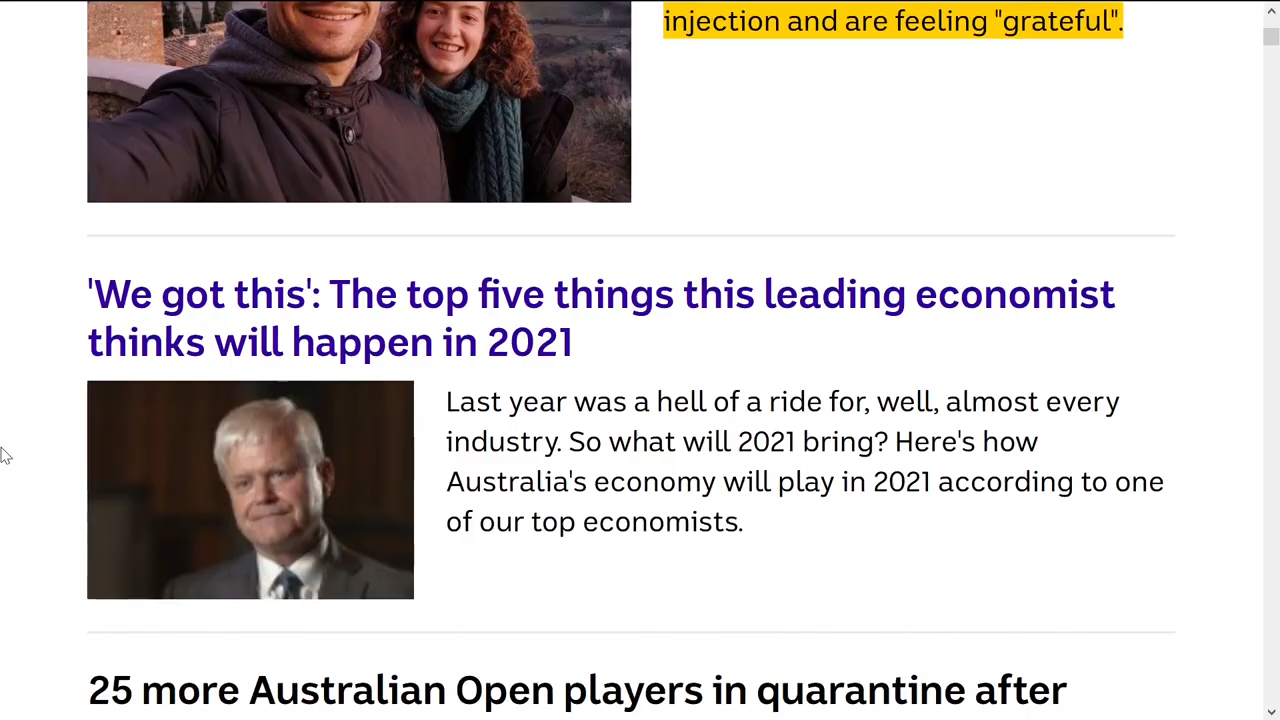 injection and are feeling "grateful".
'We got this': The top five things this leading economist
thinks will happen in 2021
Last year was a hell of a ride for, well, almost every
industry. So what will 2021 bring? Here's how
Australia's economy will play in 2021 according to one
of our top economists.
25 more Australian Open players in quarantine after